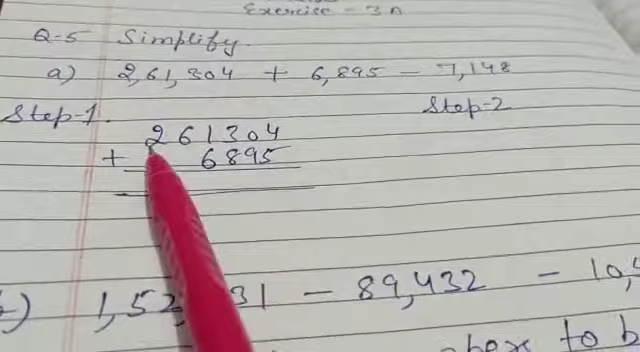 Exercise - 3A
Q-5 Simplify.
a) 2,61,304 + 6,895 - 7,148
Step-1. Step-2
261304
+ 6895
1,52, 31 - 89,432 - 10,
to b